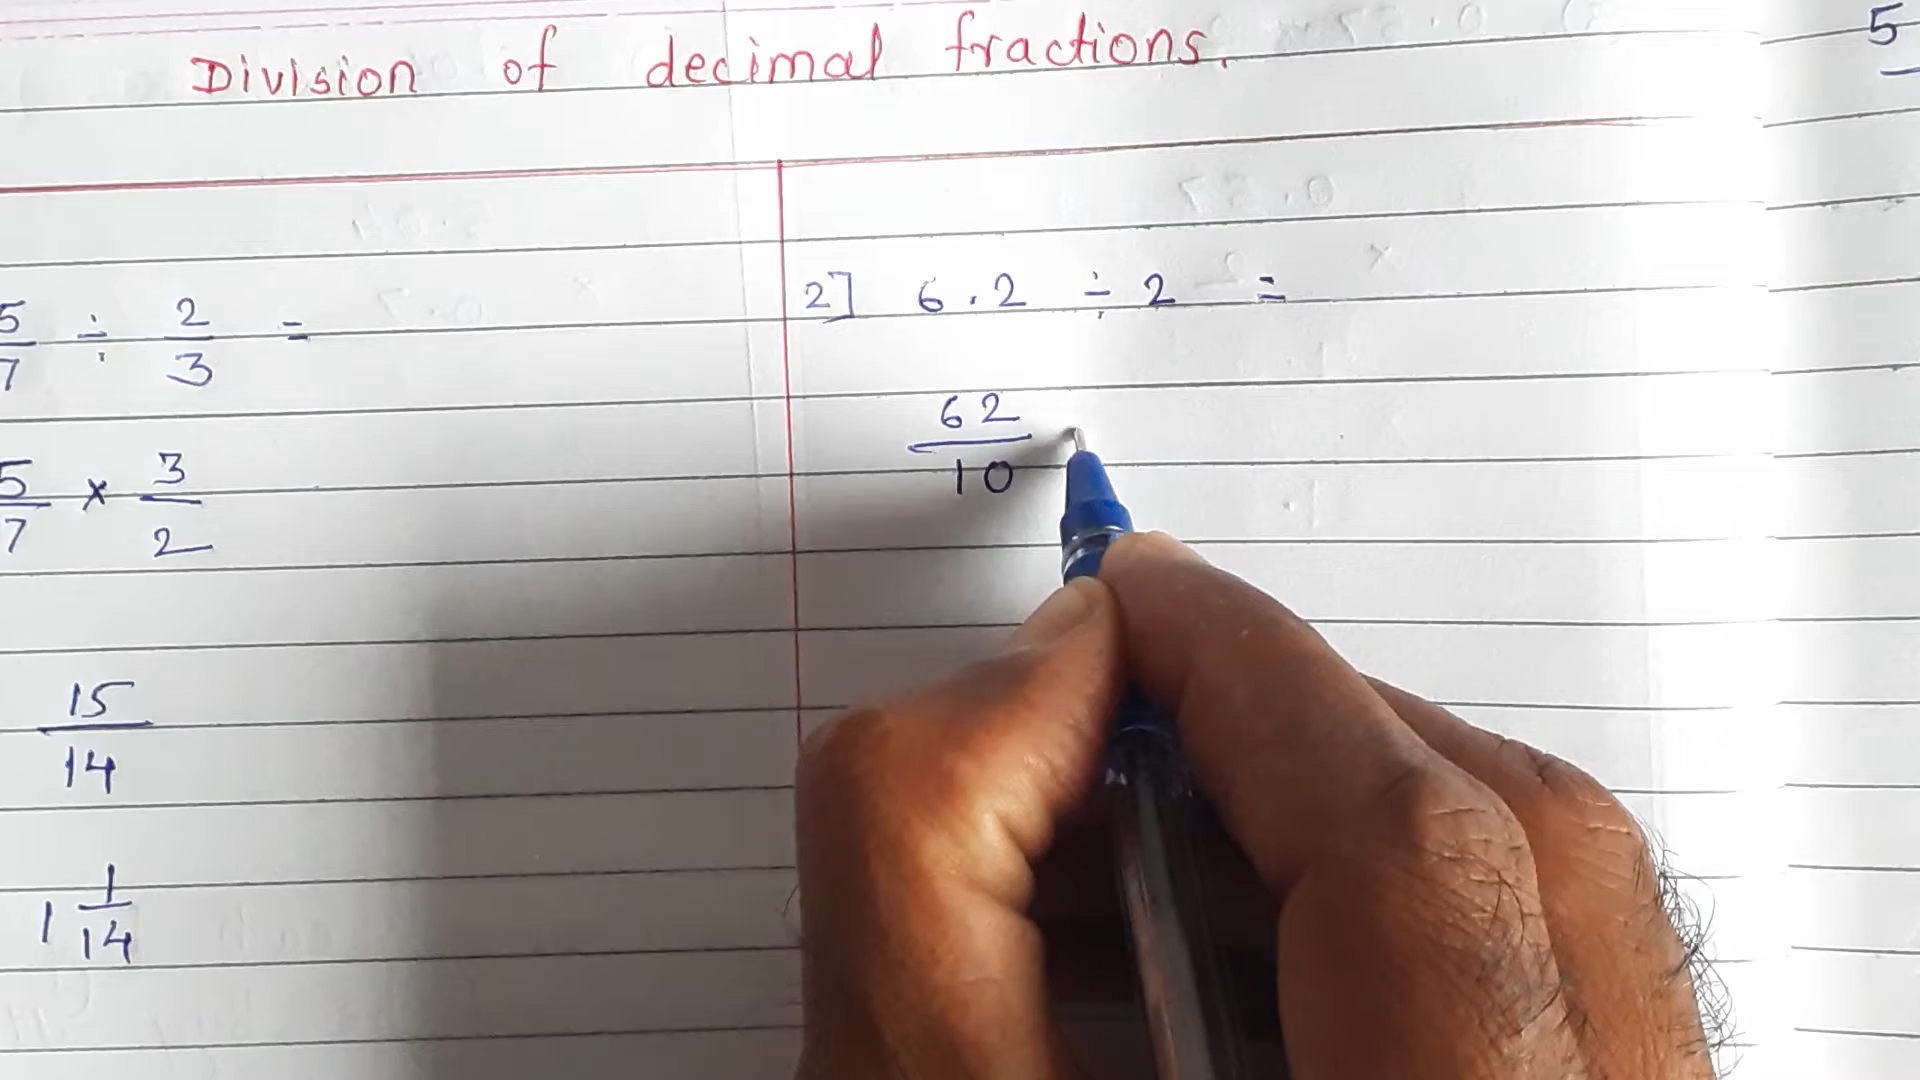 Division of decimal fractions.
5/7 ÷ 2/3 =
5/7 × 3/2
15/14
1 1/14
2] 6.2 ÷ 2 =
62/10
5